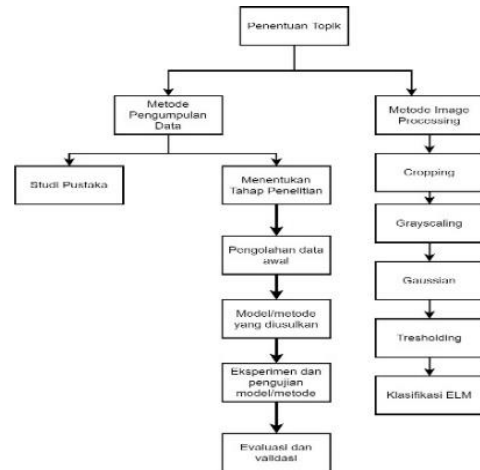 Penentuan Topik
Metode
Pengumpulan
Data
Metode Image
Processing
Studi Pustaka
Menentukan
Tahap Penelitian
Cropping
Grayscaling
Pengolahan data
awal
Gaussian
Model/metode
yang diusulkan
Tresholding
Eksperimen dan
pengujian
model/metode
Klasifikasi ELM
Evaluasi dan
validasi